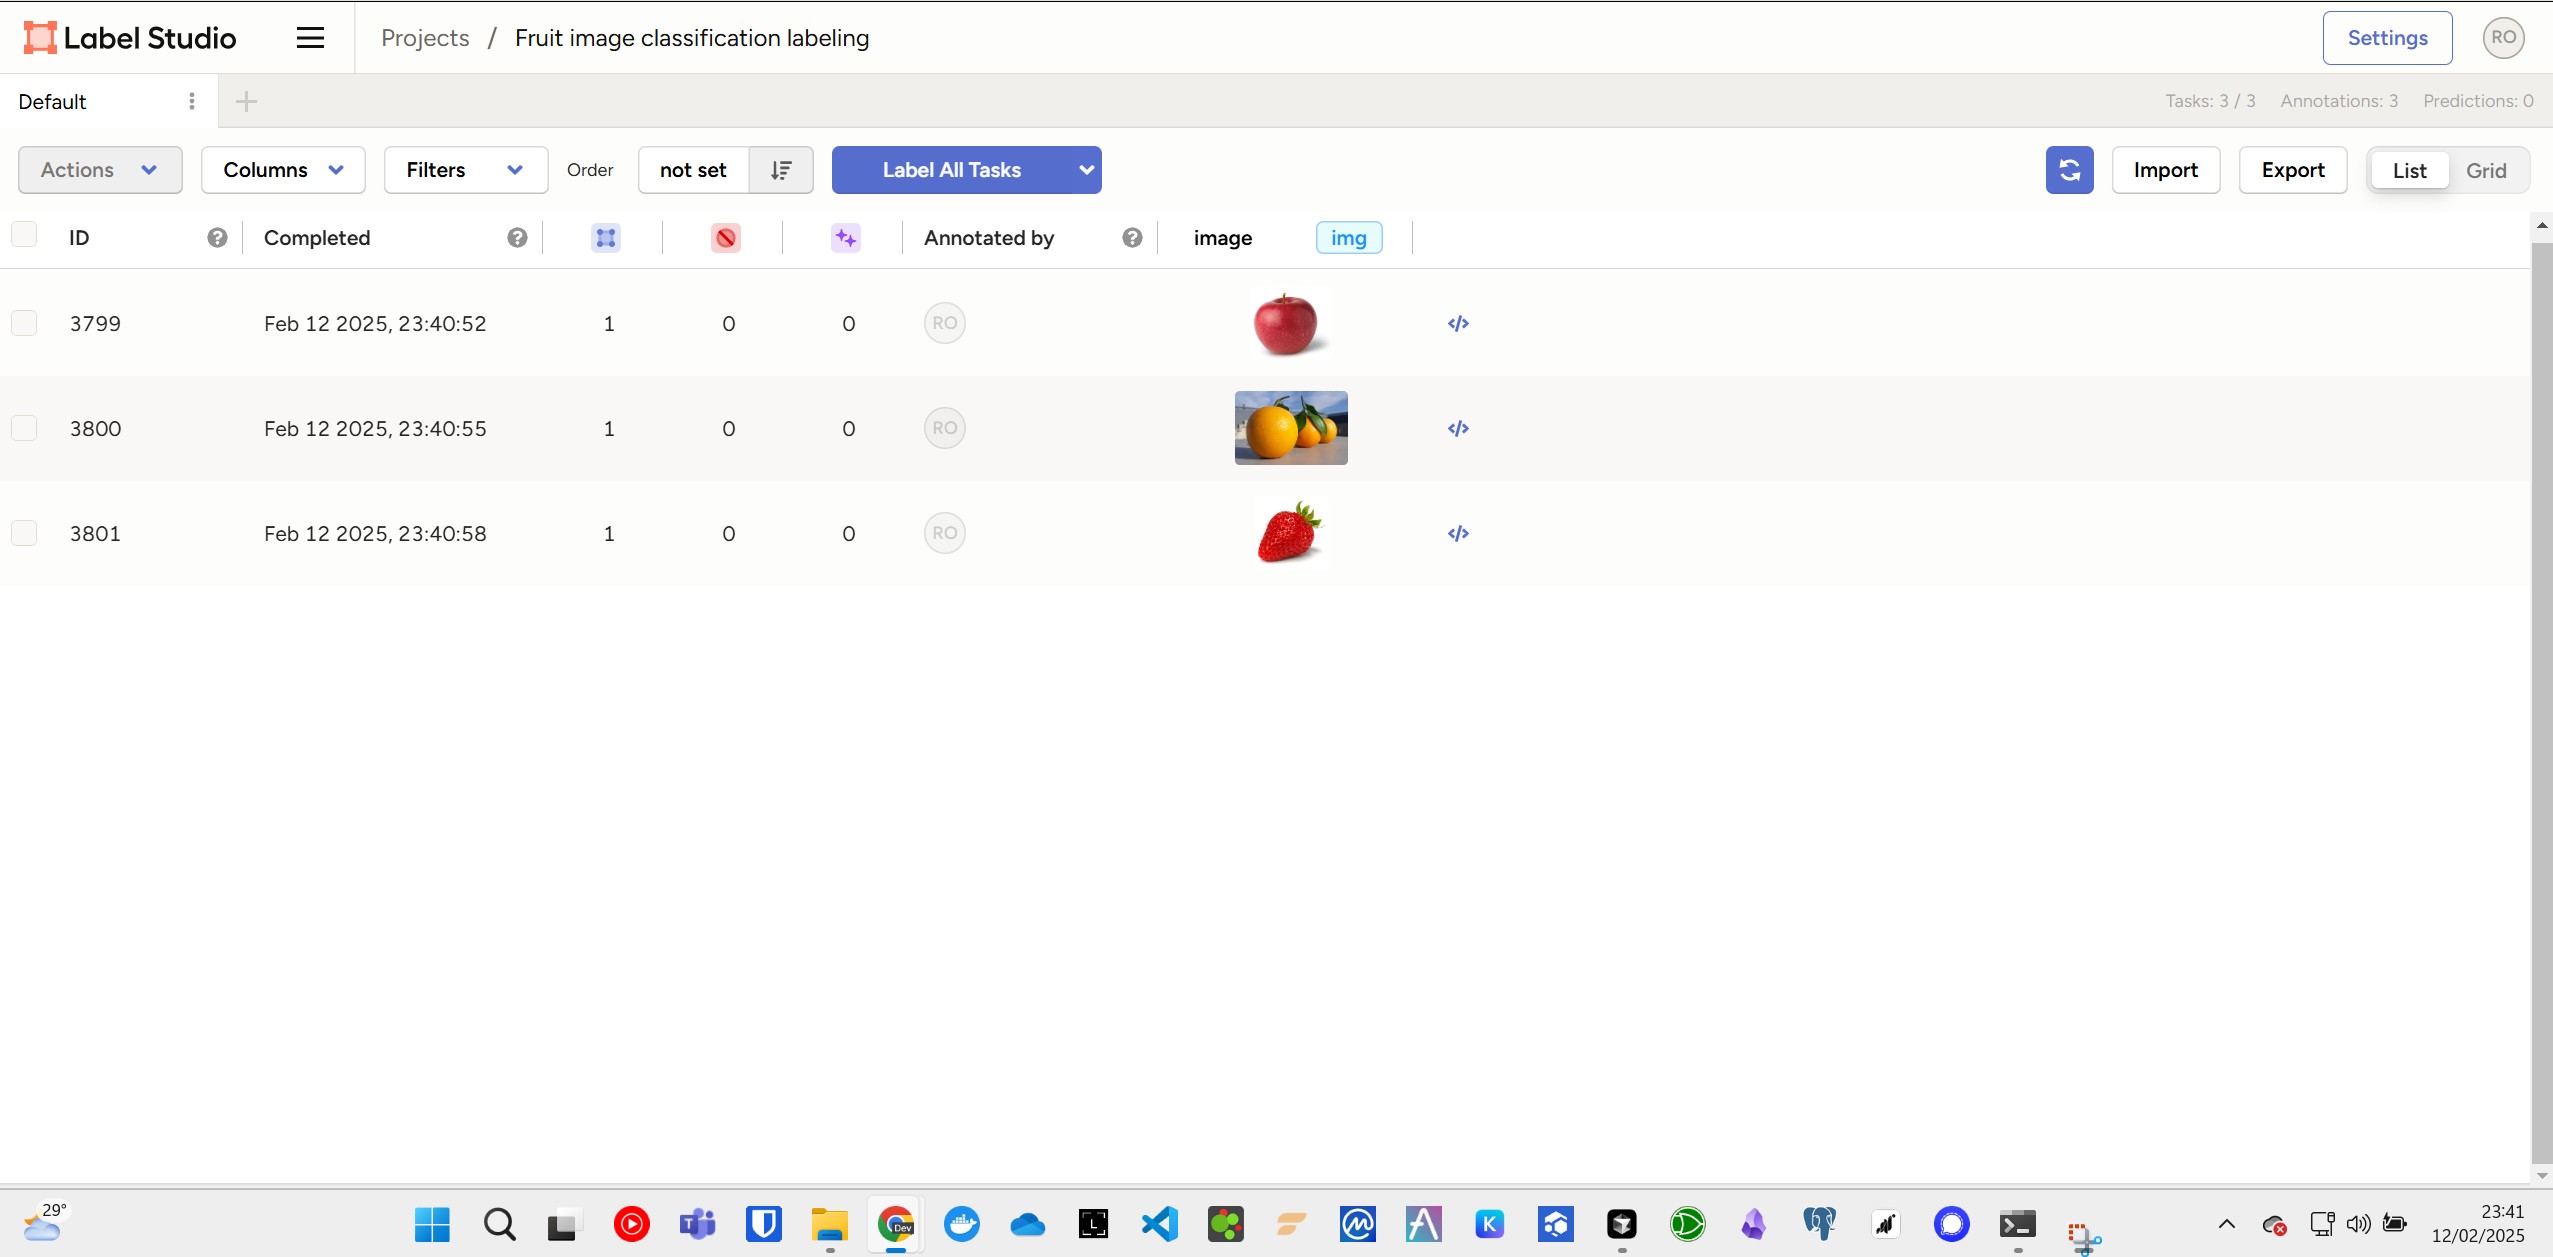 Label Studio
Projects / Fruit image classification labeling
Settings
RO
Default
Tasks: 3 / 3
Annotations: 3
Predictions: 0
Actions
Columns
Filters
Order
not set
Label All Tasks
Import
Export
List
Grid
ID
Completed
Annotated by
image
img
3799
Feb 12 2025, 23:40:52
1
0
0
RO
</>
3800
Feb 12 2025, 23:40:55
1
0
0
RO
</>
3801
Feb 12 2025, 23:40:58
1
0
0
RO
</>
29°
Dev
L
K
23:41
12/02/2025